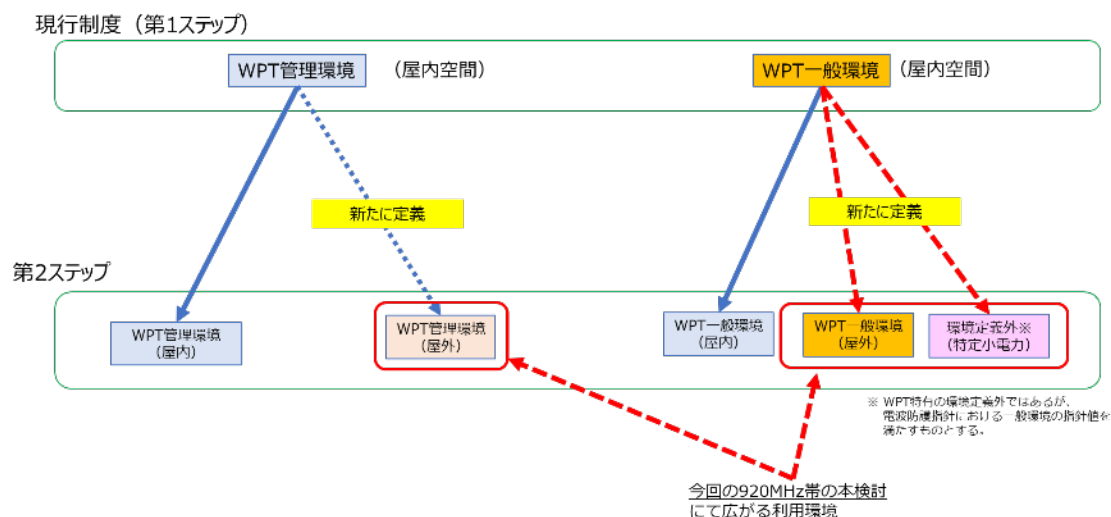 現行制度（第1ステップ）
WPT管理環境 （屋内空間）
WPT一般環境 （屋内空間）
新たに定義
新たに定義
第2ステップ
WPT管理環境
（屋内）
WPT管理環境
（屋外）
WPT一般環境
（屋内）
WPT一般環境
（屋外）
環境定義外※
（特定小電力）
※ WPT特有の環境定義外ではあるが、
電波防護指針における一般環境の指針値を
満たすものとする。
今回の920MHz帯の本検討
にて広がる利用環境